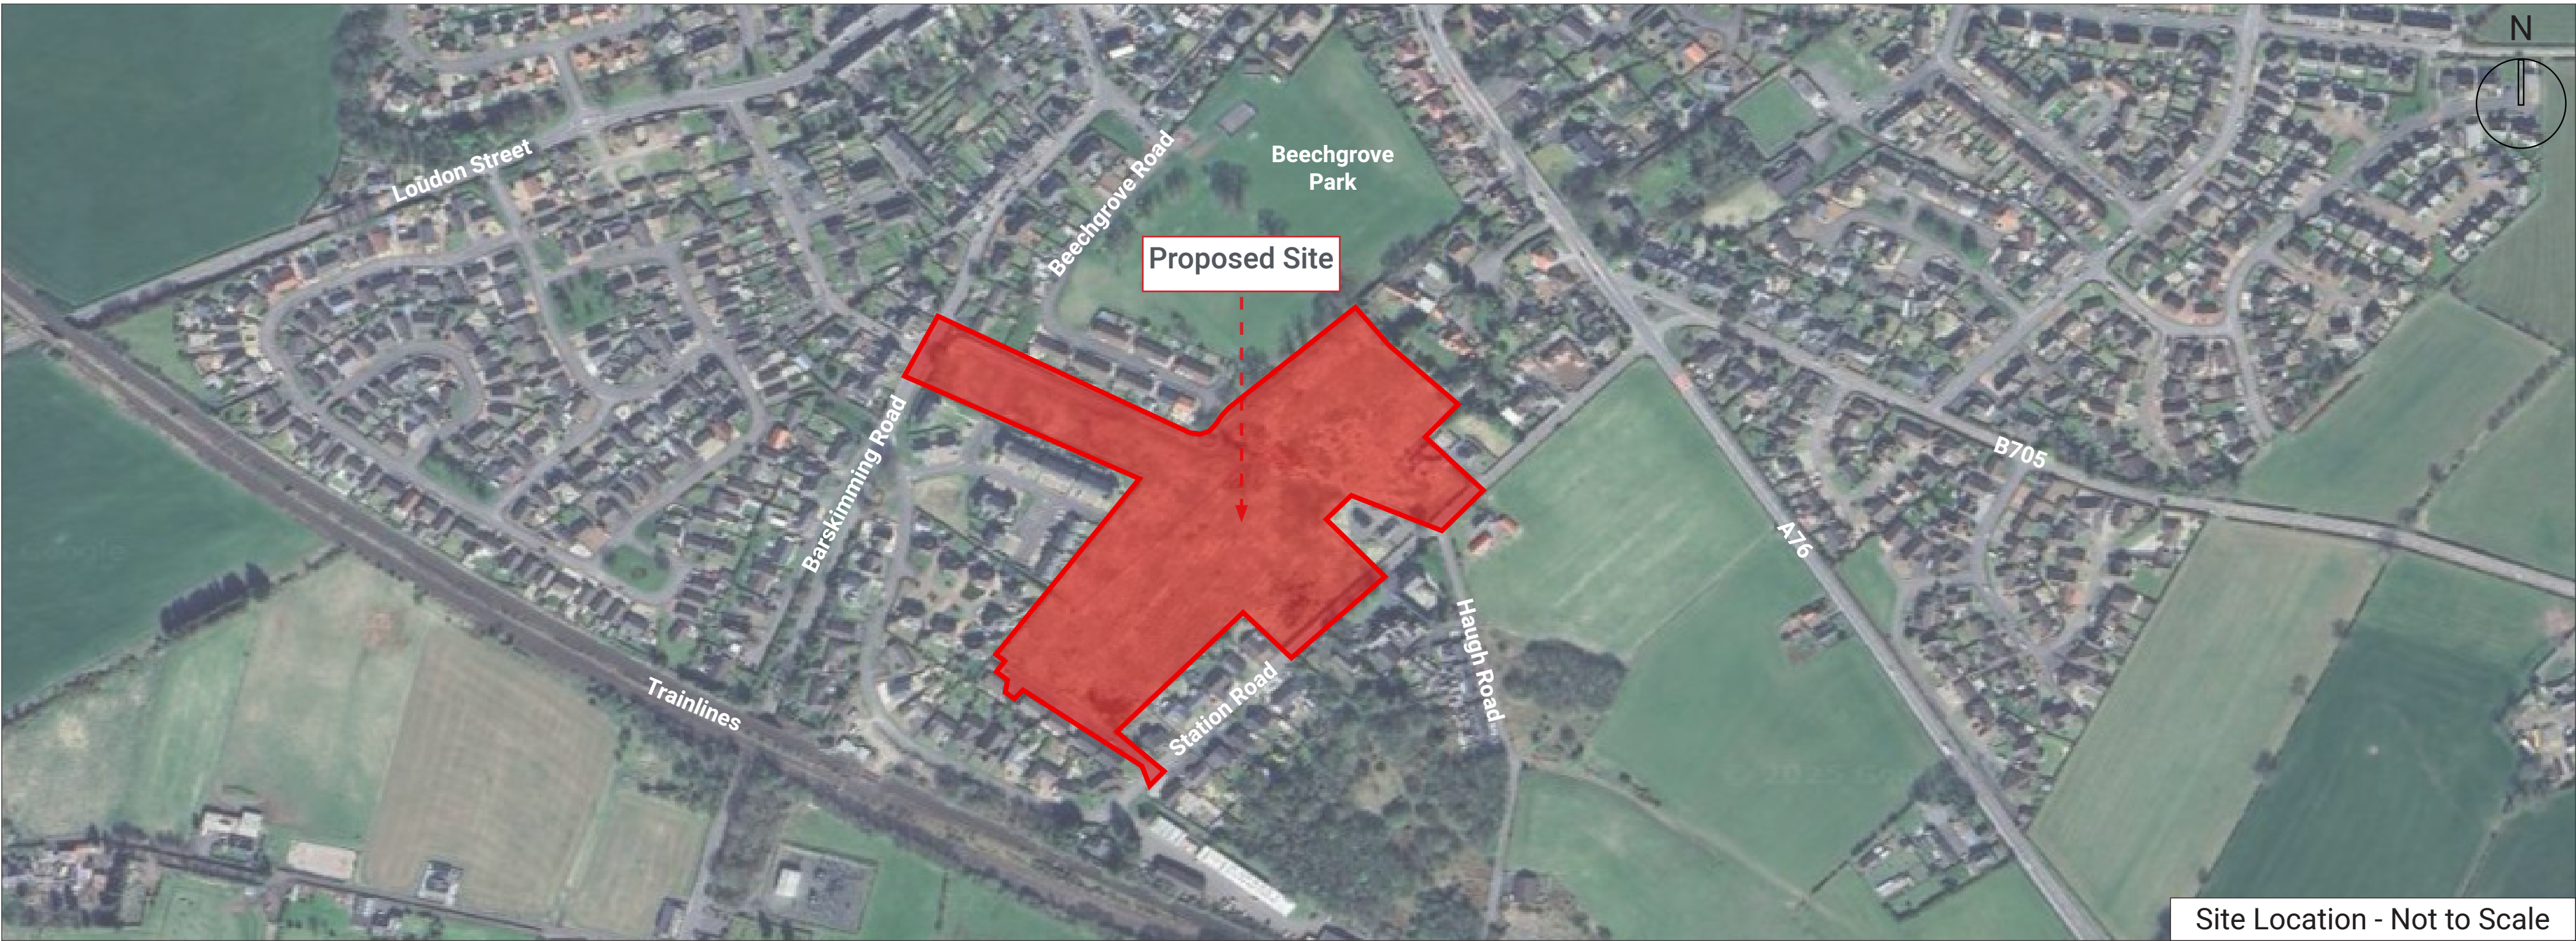 N
Loudon Street
Beechgrove Road
Beechgrove
Park
Proposed Site
Barskimming Road
B705
A76
Haugh Road
Station Road
Trainlines
Site Location - Not to Scale